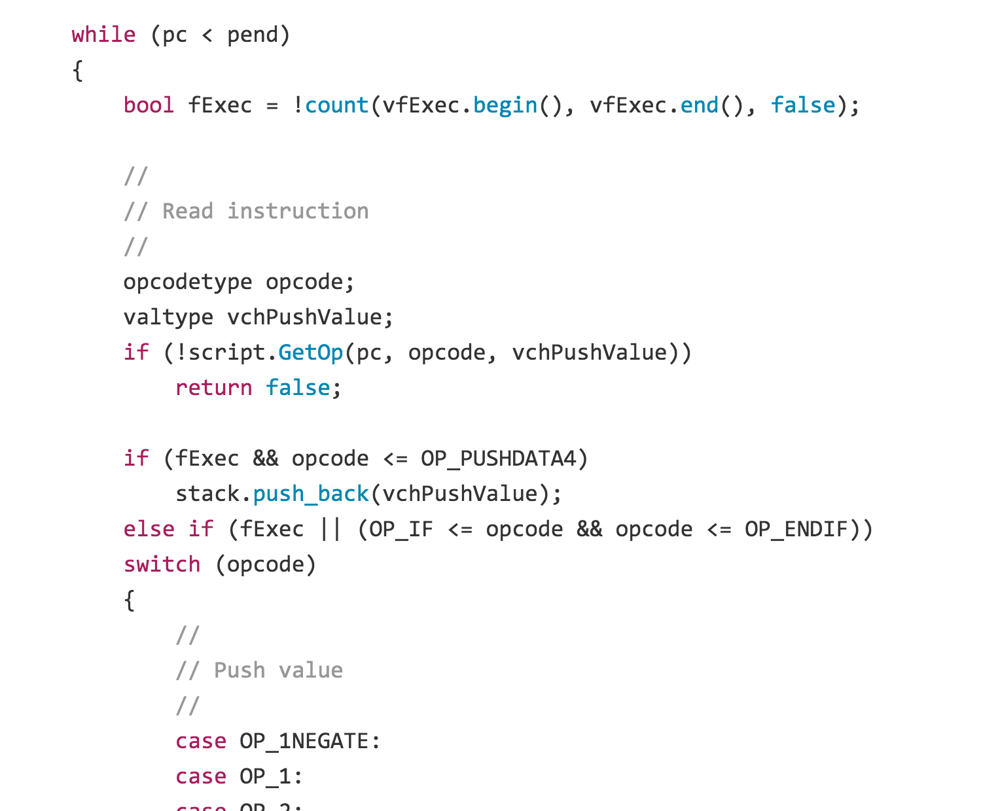 while (pc < pend)
{
    bool fExec = !count(vfExec.begin(), vfExec.end(), false);

    //
    // Read instruction
    //
    opcodetype opcode;
    valtype vchPushValue;
    if (!script.GetOp(pc, opcode, vchPushValue))
        return false;

    if (fExec && opcode <= OP_PUSHDATA4)
        stack.push_back(vchPushValue);
    else if (fExec || (OP_IF <= opcode && opcode <= OP_ENDIF))
    switch (opcode)
    {
        //
        // Push value
        //
        case OP_1NEGATE:
        case OP_1:
        case OP_2: